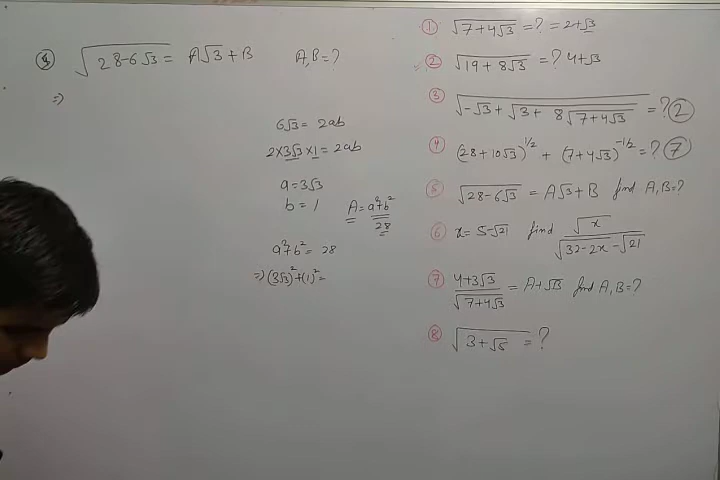 ⑤ √(28-6√3) = A√3+B A,B=?
⇒
6√3 = 2ab
2×3√3×1 = 2ab
a=3√3
b=1 A=a²+b²
28
a²+b²=28
⇒(3√3)²+(1)²=
① √(7+4√3) =? =2+√3
② √(19+8√3) =? 4+√3
③ √(-√3+√(3+8√(7+4√3))) =? ②
④ (28+10√3)^1/2 + (7+4√3)^-1/2 =? ⑦
⑤ √(28-6√3) = A√3+B find A,B=?
⑥ x=5-√21 find √x/(√(32-2x)-√21)
⑦ (4+3√3)/√(7+4√3) = A+√B find A,B=?
⑧ √(3+√5) =?